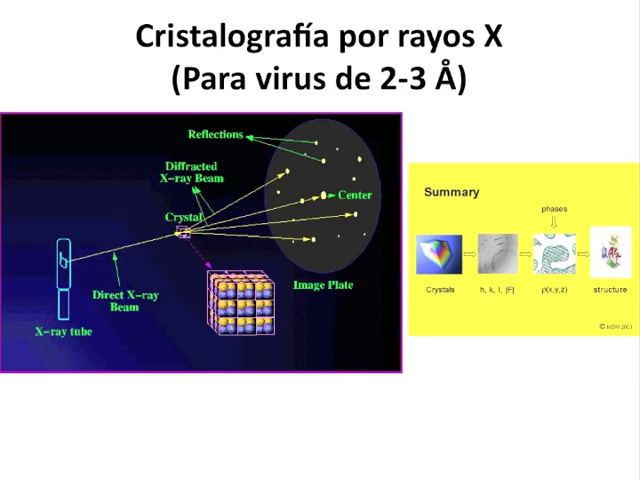 Cristalografía por rayos X
(Para virus de 2-3 Å)
Reflections
Diffracted
X-ray Beam
Center
Crystal
Direct X-ray
Beam
Image Plate
X-ray tube
Summary
phases
Crystals
h, k, l, |F|
ρ(x,y,z)
structure
© MSW 2001